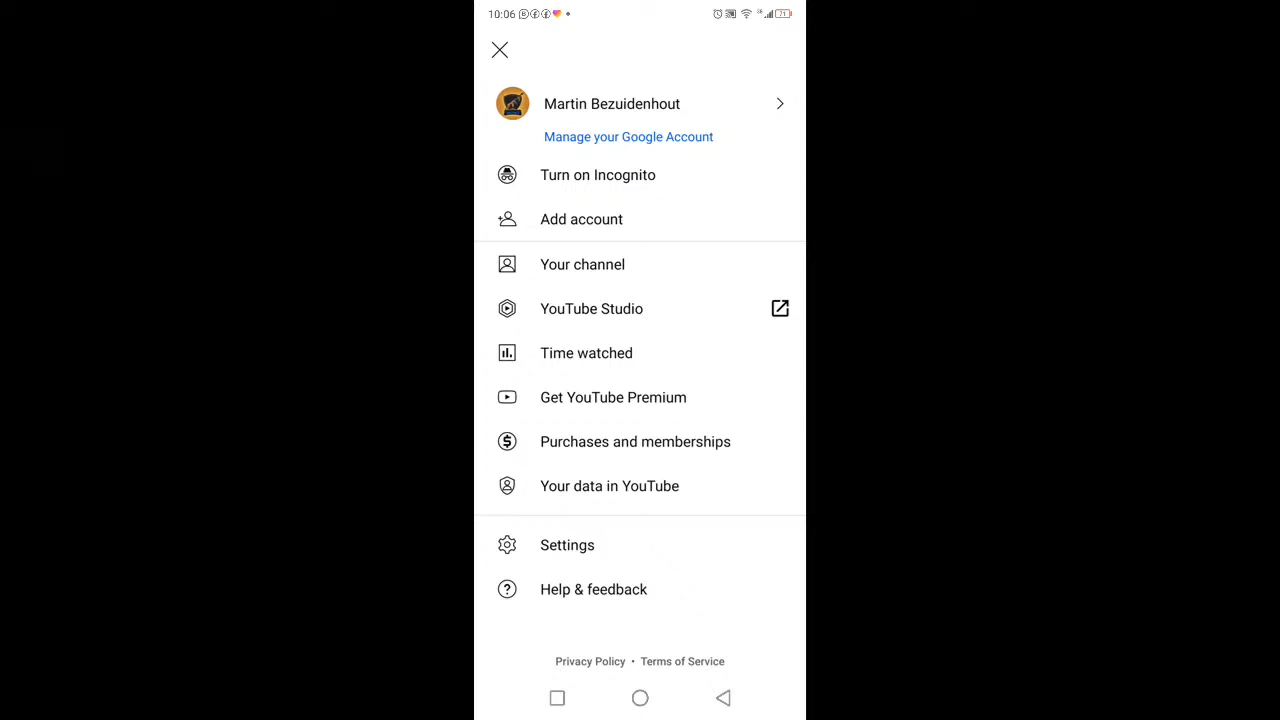 10:06
71
Martin Bezuidenhout
Manage your Google Account
Turn on Incognito
Add account
Your channel
YouTube Studio
Time watched
Get YouTube Premium
Purchases and memberships
Your data in YouTube
Settings
Help & feedback
Privacy Policy • Terms of Service